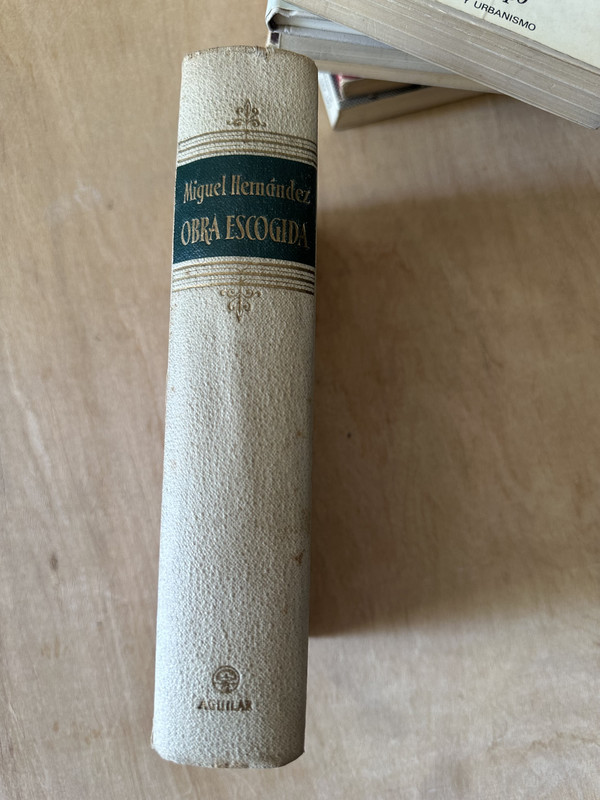 Y URBANISMO
Miguel Hernández
OBRA ESCOGIDA
AGUILAR